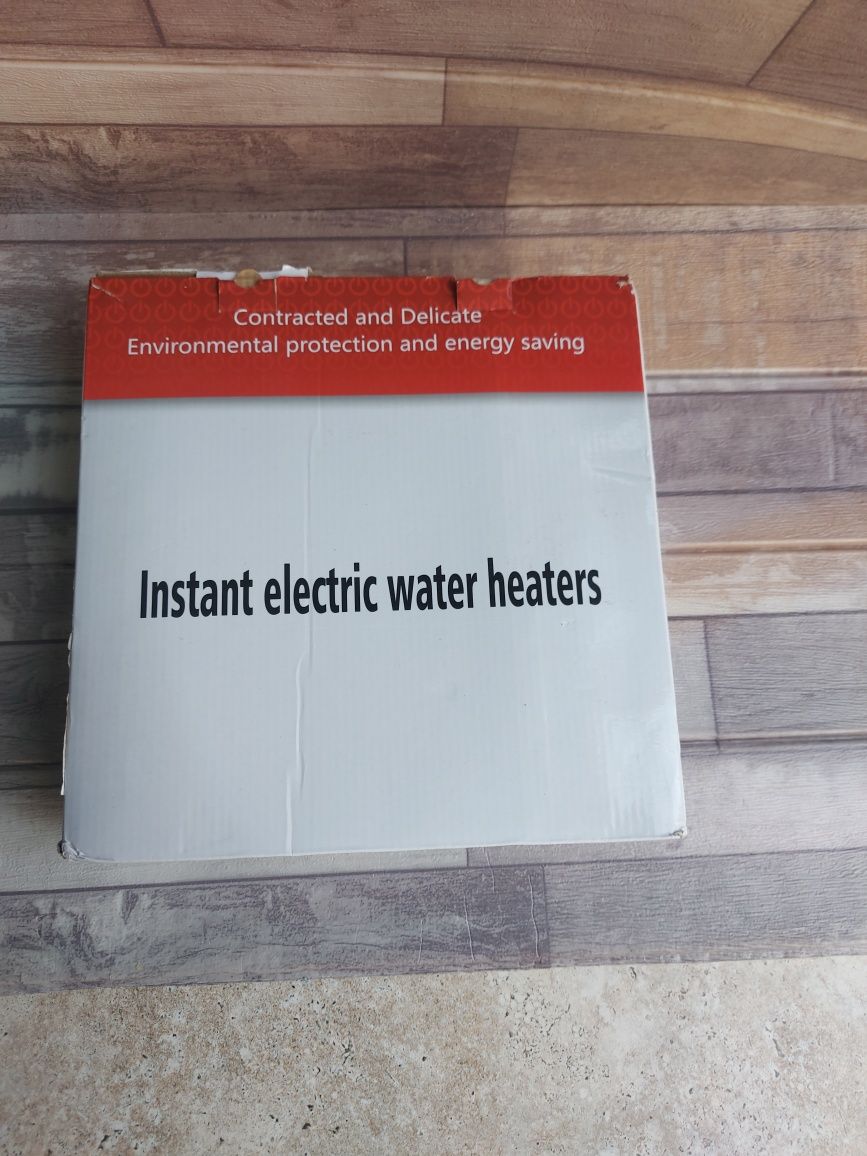 Contracted and Delicate
Environmental protection and energy saving
Instant electric water heaters